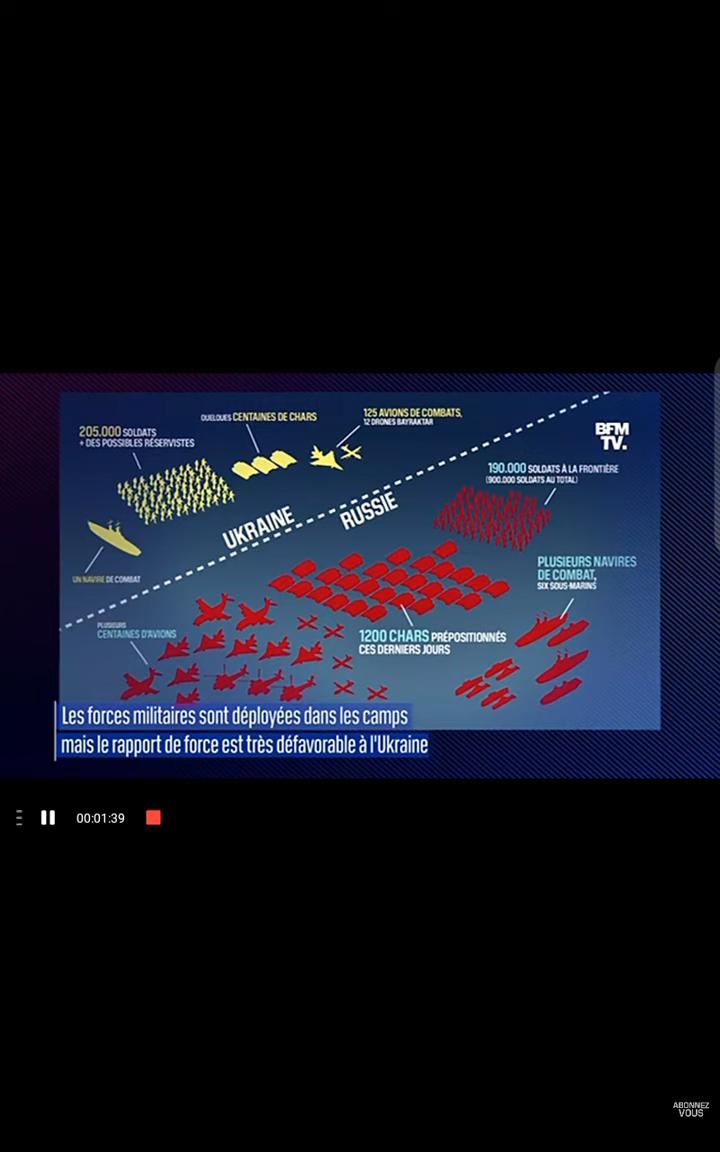 205.000 SOLDATS
+ DES POSSIBLES RÉSERVISTES
QUELQUES CENTAINES DE CHARS
125 AVIONS DE COMBATS,
12 DRONES BAYRAKTAR
BFM
TV.
190.000 SOLDATS À LA FRONTIÈRE
(900.000 SOLDATS AU TOTAL)
UKRAINE
RUSSIE
UN NAVIRE DE COMBAT
PLUSIEURS NAVIRES
DE COMBAT,
SIX SOUS-MARINS
PLUSIEURS
CENTAINES D'AVIONS
1200 CHARS PRÉPOSITIONNÉS
CES DERNIERS JOURS
Les forces militaires sont déployées dans les camps
mais le rapport de force est très défavorable à l'Ukraine
00:01:39
ABONNEZ
VOUS